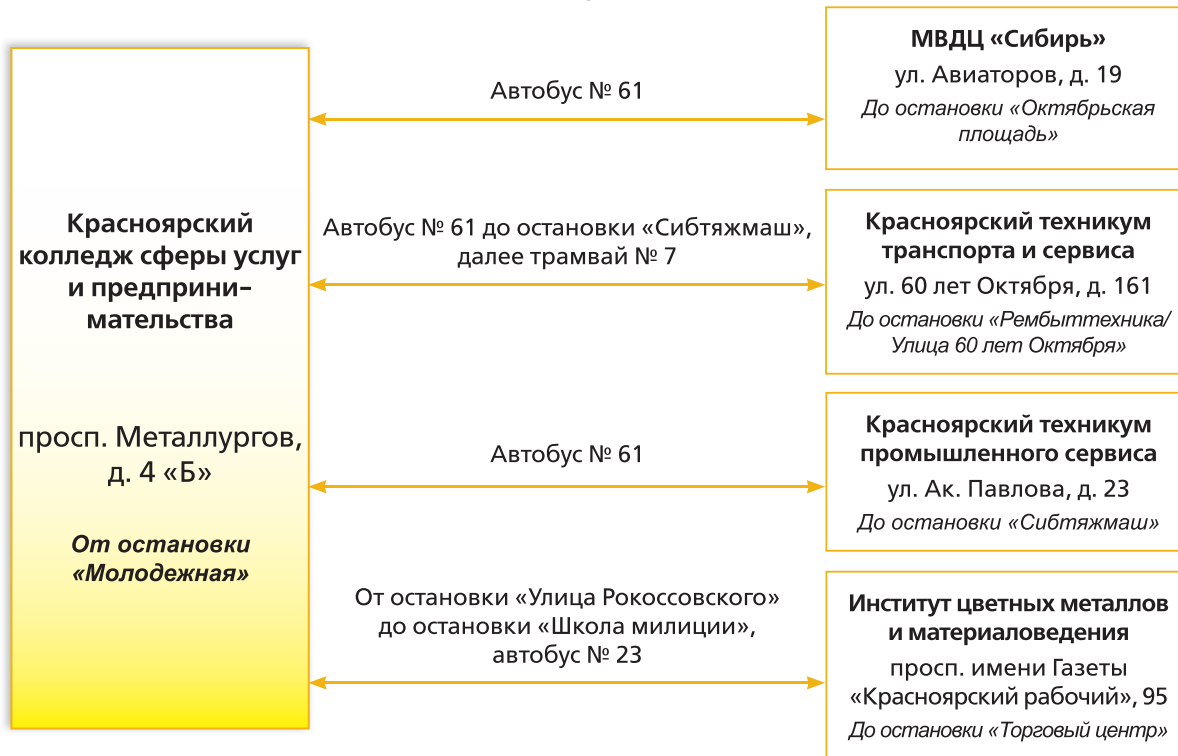 Красноярский
колледж сферы услуг
и предприни–
мательства
просп. Металлургов,
д. 4 «Б»
От остановки
«Молодежная»
Автобус № 61
МВДЦ «Сибирь»
ул. Авиаторов, д. 19
До остановки «Октябрьская
площадь»
Автобус № 61 до остановки «Сибтяжмаш»,
далее трамвай № 7
Красноярский техникум
транспорта и сервиса
ул. 60 лет Октября, д. 161
До остановки «Рембыттехника/
Улица 60 лет Октября»
Автобус № 61
Красноярский техникум
промышленного сервиса
ул. Ак. Павлова, д. 23
До остановки «Сибтяжмаш»
От остановки «Улица Рокоссовского»
до остановки «Школа милиции»,
автобус № 23
Институт цветных металлов
и материаловедения
просп. имени Газеты
«Красноярский рабочий», 95
До остановки «Торговый центр»